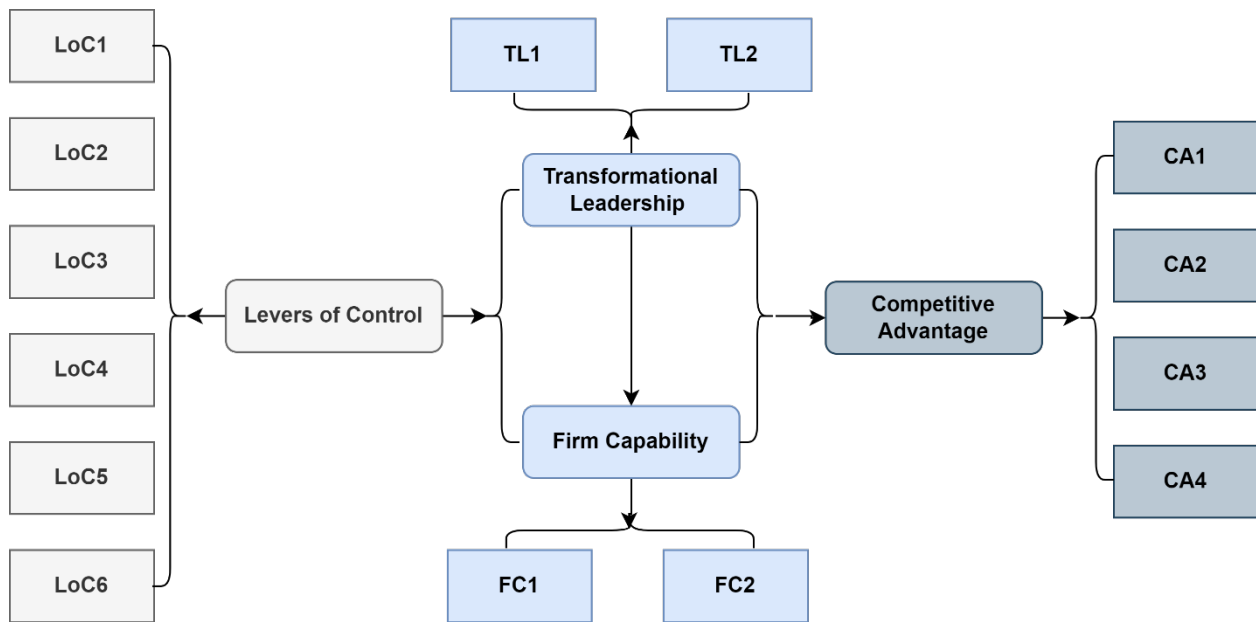 LoC1
LoC2
LoC3
LoC4
LoC5
LoC6
Levers of Control
TL1
TL2
Transformational
Leadership
Firm Capability
FC1
FC2
Competitive
Advantage
CA1
CA2
CA3
CA4